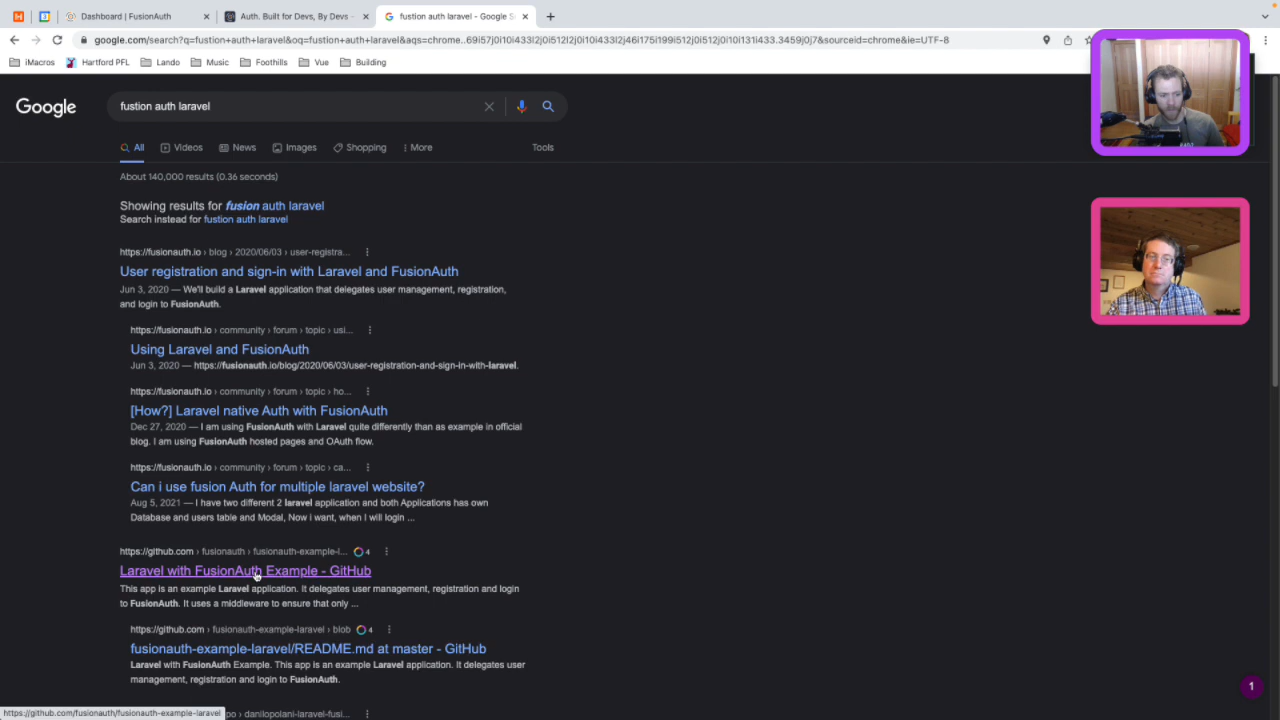 Dashboard | FusionAuth
Auth. Built for Devs, By Devs -
fustion auth laravel - Google S
google.com/search?q=fustion+auth+laravel&oq=fustion+auth+laravel&aqs=chrome..69i57j0i10i433l2j0i512l2j0i10i433l2j46i175i199i512j0i512j0i10i131i433.3459j0j7&sourceid=chrome&ie=UTF-8
iMacros
Hartford PFL
Lando
Music
Foothills
Vue
Building
Google
fustion auth laravel
All
Videos
News
Images
Shopping
More
Tools
About 140,000 results (0.36 seconds)
Showing results for fusion auth laravel
Search instead for fustion auth laravel
https://fusionauth.io › blog › 2020/06/03 › user-registra...
User registration and sign-in with Laravel and FusionAuth
Jun 3, 2020 — We'll build a Laravel application that delegates user management, registration,
and login to FusionAuth.
https://fusionauth.io › community › forum › topic › usi...
Using Laravel and FusionAuth
Jun 3, 2020 — https://fusionauth.io/blog/2020/06/03/user-registration-and-sign-in-with-laravel.
https://fusionauth.io › community › forum › topic › ho...
[How?] Laravel native Auth with FusionAuth
Dec 27, 2020 — I am using FusionAuth with Laravel quite differently than as example in official
blog. I am using FusionAuth hosted pages and OAuth flow.
https://fusionauth.io › community › forum › topic › ca...
Can i use fusion Auth for multiple laravel website?
Aug 5, 2021 — I have two different 2 laravel application and both Applications has own
Database and users table and Modal, Now i want, when I will login ...
https://github.com › fusionauth › fusionauth-example-l...
4
Laravel with FusionAuth Example - GitHub
This app is an example Laravel application. It delegates user management, registration and login
to FusionAuth. It uses a middleware to ensure that only ...
https://github.com › fusionauth-example-laravel › blob
4
fusionauth-example-laravel/README.md at master - GitHub
Laravel with FusionAuth Example. This app is an example Laravel application. It delegates user
management, registration and login to FusionAuth.
1
https://github.com/fusionauth/fusionauth-example-laravel
po › danilopolani-laravel-fusi...